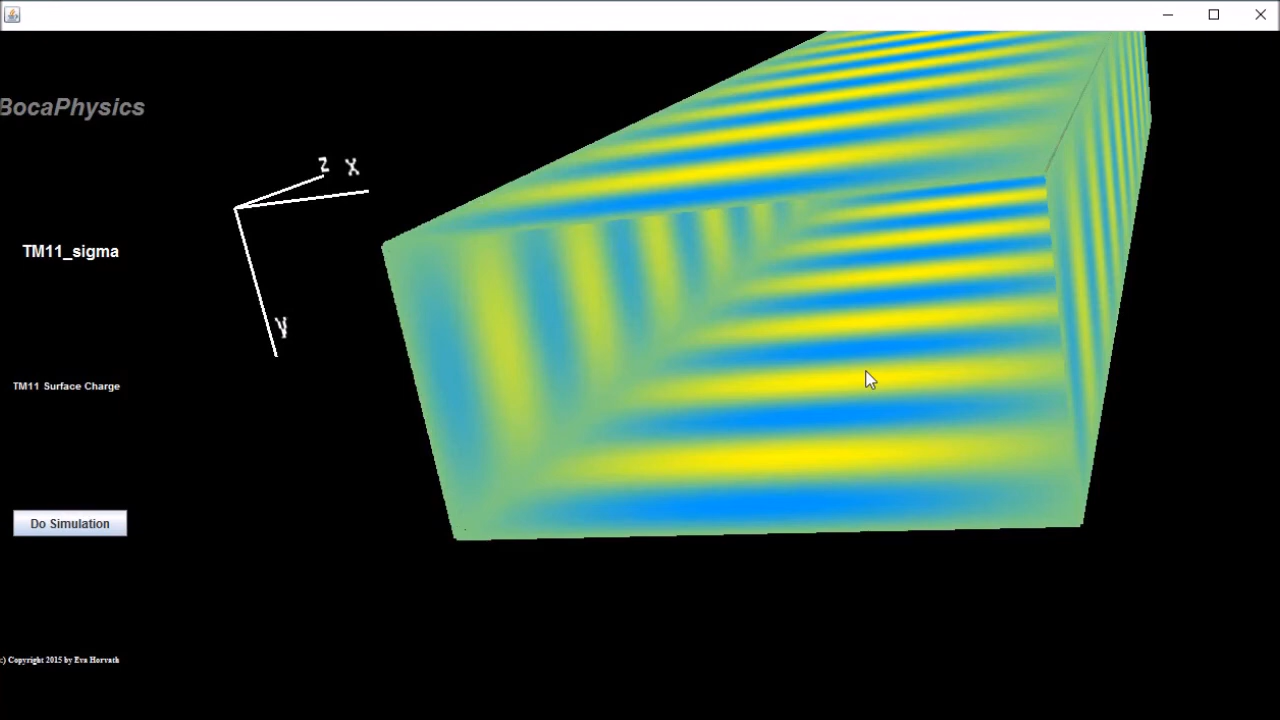 BocaPhysics
Z X
TM11_sigma
Y
TM11 Surface Charge
Do Simulation
c) Copyright 2015 by Eva Horvath